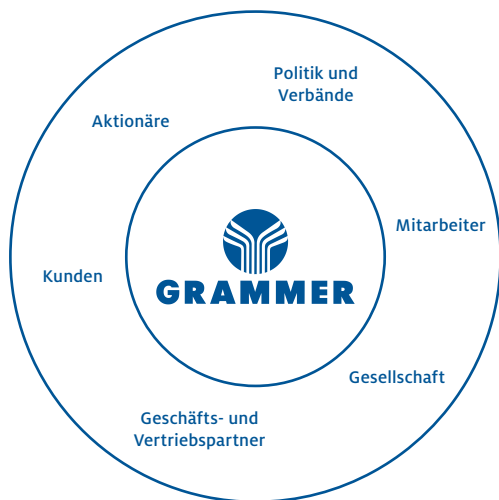 Politik und
Verbände
Aktionäre
Mitarbeiter
Kunden
GRAMMER
Gesellschaft
Geschäfts- und
Vertriebspartner